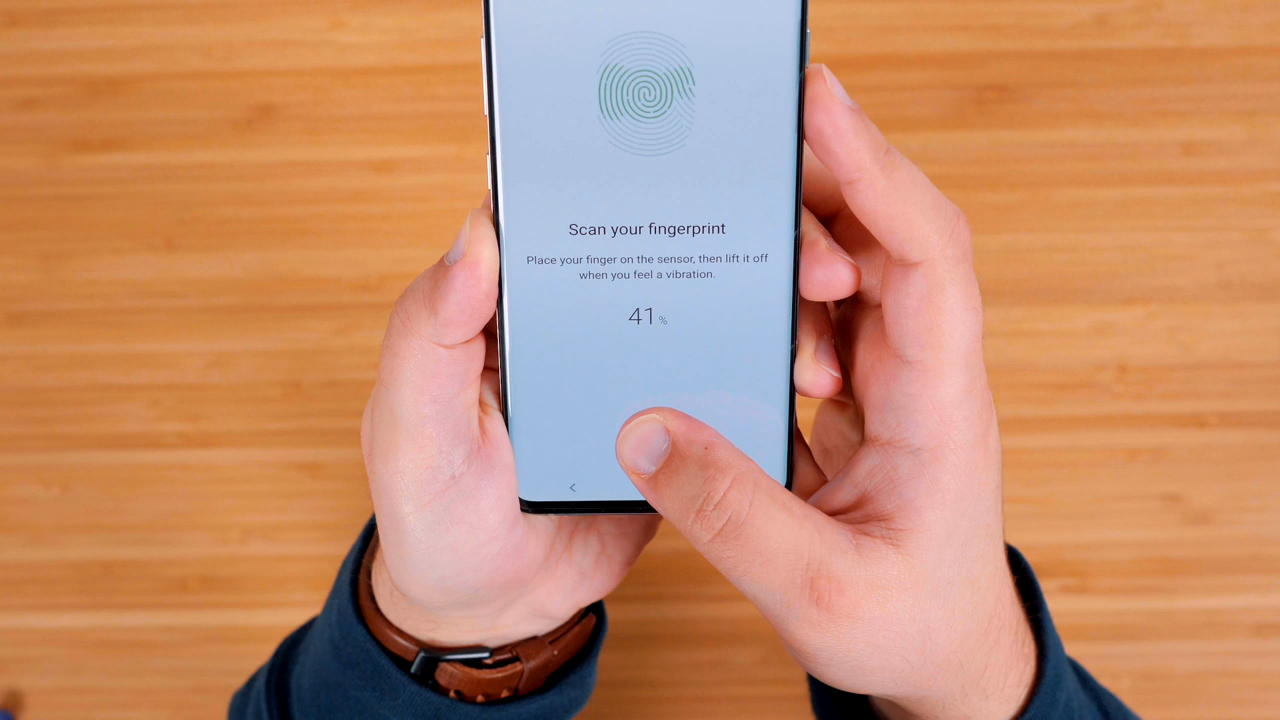 Scan your fingerprint
Place your finger on the sensor, then lift it off
when you feel a vibration.
41%